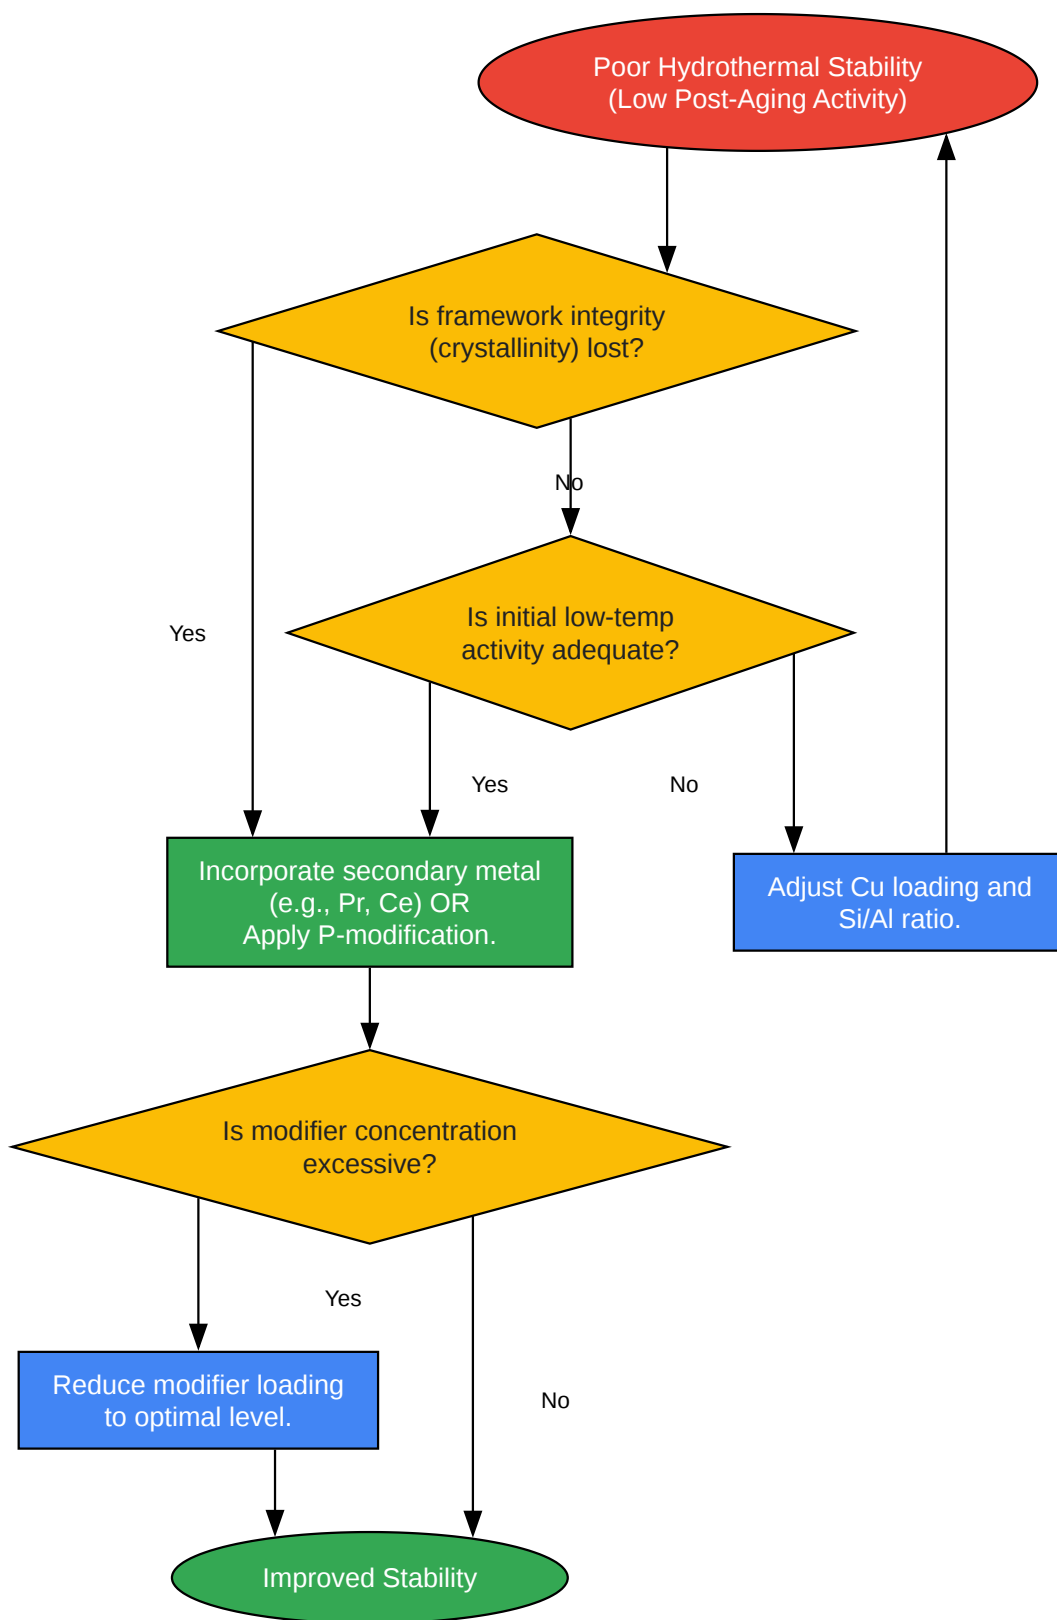 Poor Hydrothermal Stability
(Low Post-Aging Activity)
Is framework integrity
(crystallinity) lost?
No
Is initial low-temp
activity adequate?
Yes
Yes
No
Incorporate secondary metal
(e.g., Pr, Ce) OR
Apply P-modification.
Adjust Cu loading and
Si/Al ratio.
Is modifier concentration
excessive?
Yes
Reduce modifier loading
to optimal level.
No
Improved Stability